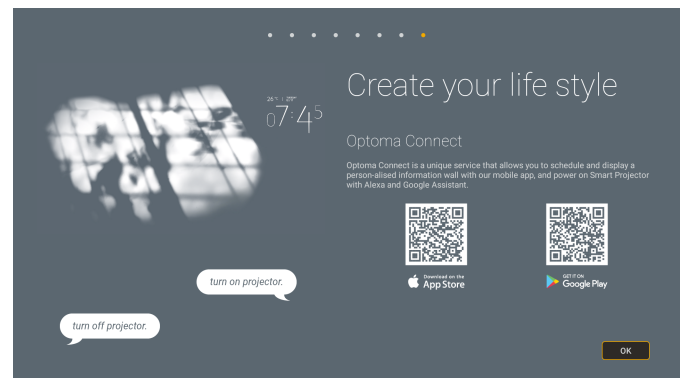 26°c | 29°
07:45
Create your life style
Optoma Connect
Optoma Connect is a unique service that allows you to schedule and display a
person-alised information wall with our mobile app, and power on Smart Projector
with Alexa and Google Assistant.
Download on the
App Store
GET IT ON
Google Play
turn on projector.
turn off projector.
OK